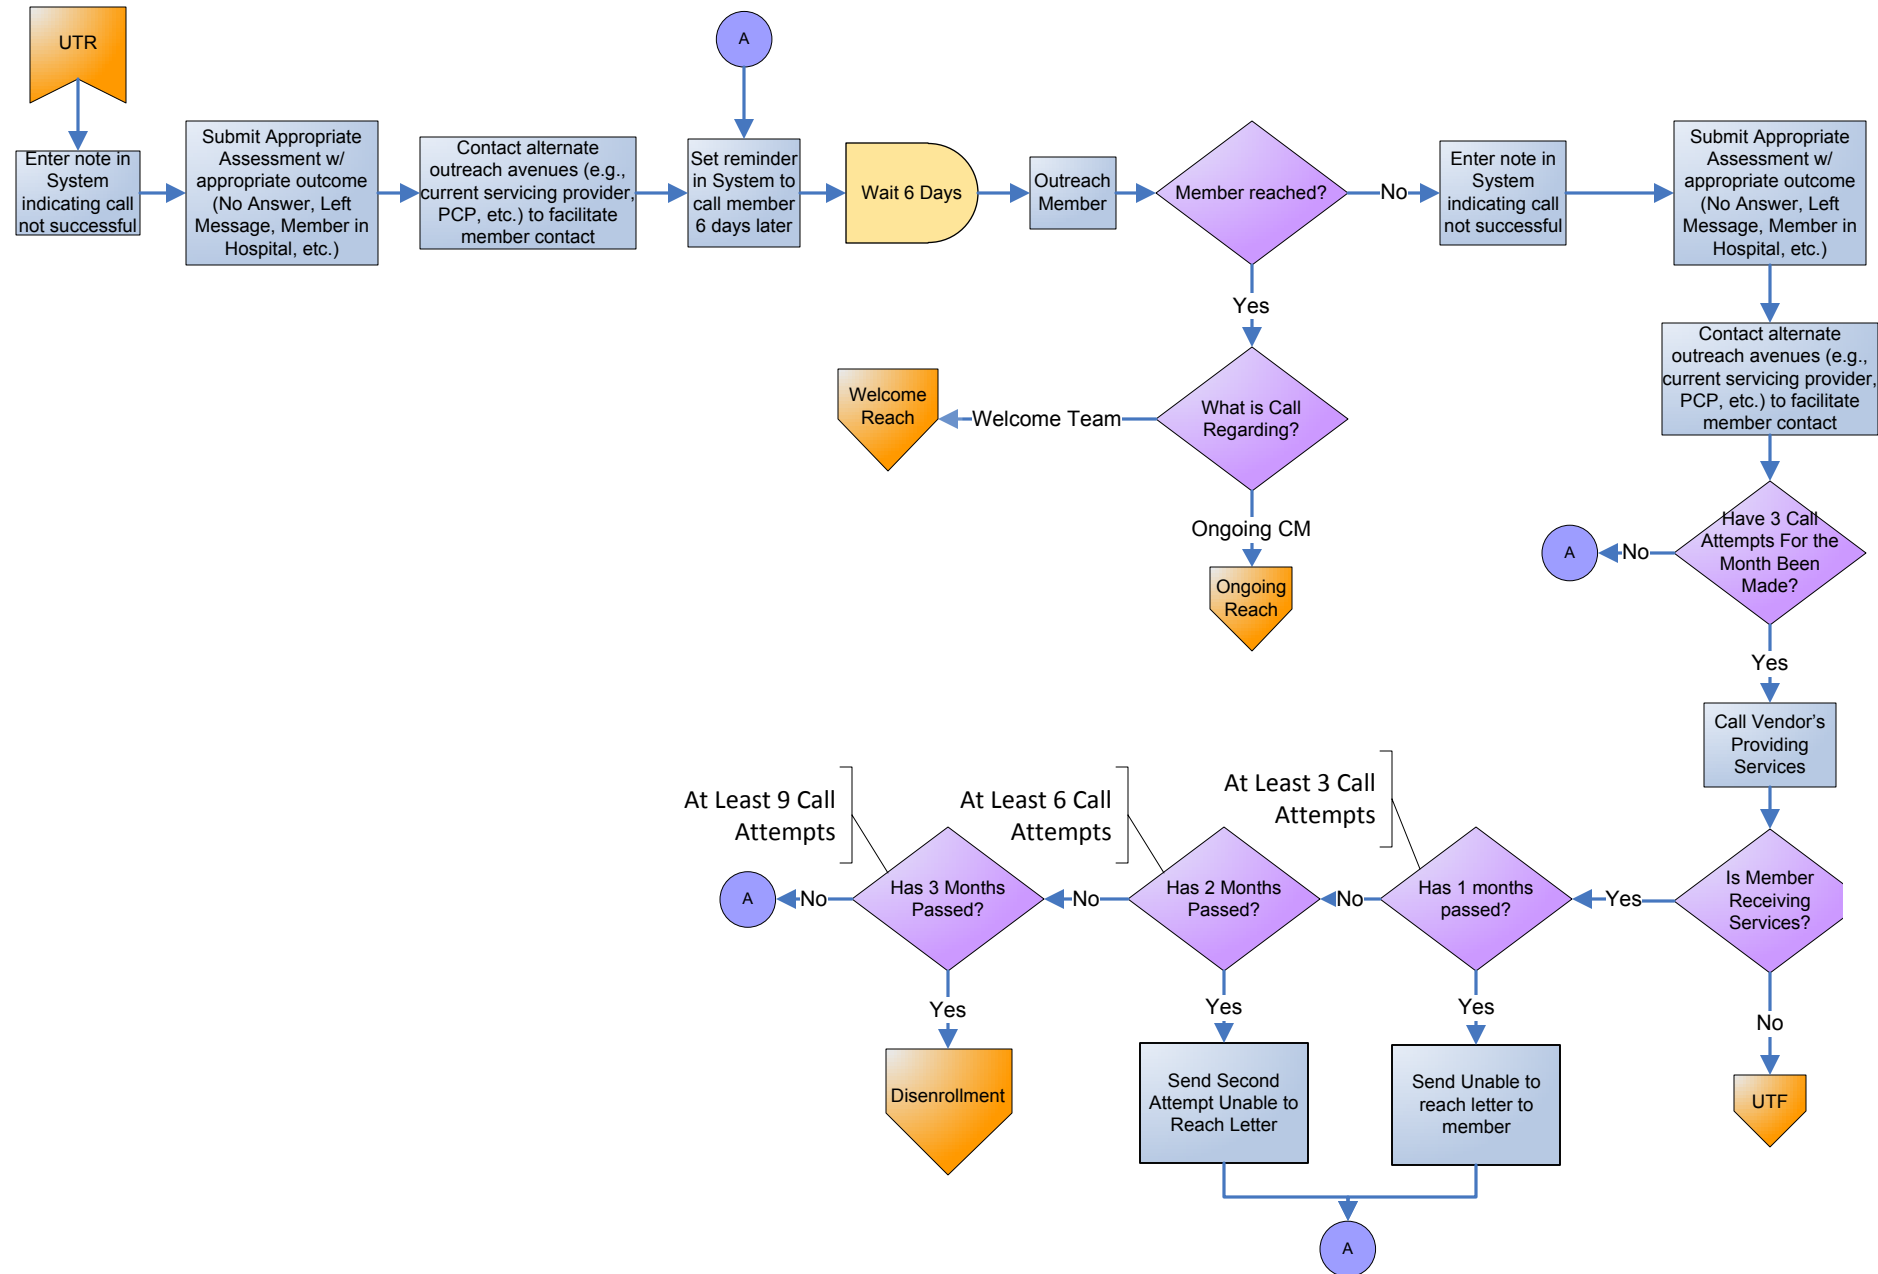 UTR
A
Enter note in
System
indicating call
not successful
Submit Appropriate
Assessment w/
appropriate outcome
(No Answer, Left
Message, Member in
Hospital, etc.)
Contact alternate
outreach avenues (e.g.,
current servicing provider,
PCP, etc.) to facilitate
member contact
Set reminder
in System to
call member
6 days later
Wait 6 Days
Outreach
Member
Member reached?
No
Enter note in
System
indicating call
not successful
Submit Appropriate
Assessment w/
appropriate outcome
(No Answer, Left
Message, Member in
Hospital, etc.)
Yes
Contact alternate
outreach avenues (e.g.,
current servicing provider,
PCP, etc.) to facilitate
member contact
What is Call
Regarding?
Welcome Team
Welcome
Reach
Ongoing CM
Ongoing
Reach
Have 3 Call
Attempts For the
Month Been
Made?
No
A
Yes
Call Vendor's
Providing
Services
Is Member
Receiving
Services?
Yes
At Least 3 Call
Attempts
Has 1 months
passed?
No
At Least 6 Call
Attempts
Has 2 Months
Passed?
No
At Least 9 Call
Attempts
Has 3 Months
Passed?
No
A
Yes
Disenrollment
Yes
Send Second
Attempt Unable to
Reach Letter
Yes
Send Unable to
reach letter to
member
No
UTF
A